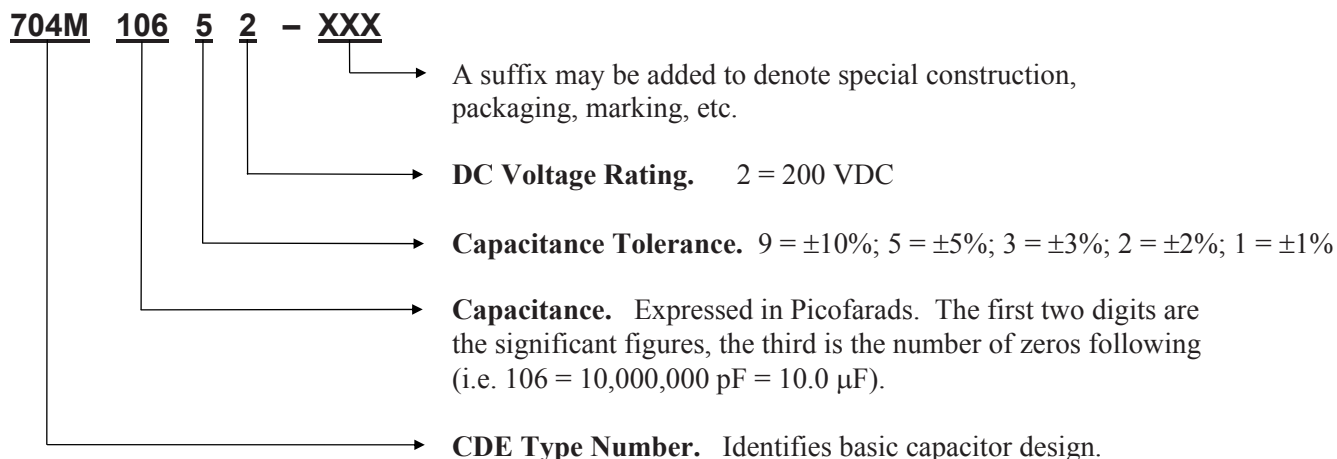 704M 106 5 2 – XXX
A suffix may be added to denote special construction,
packaging, marking, etc.
DC Voltage Rating. 2 = 200 VDC
Capacitance Tolerance. 9 = ±10%; 5 = ±5%; 3 = ±3%; 2 = ±2%; 1 = ±1%
Capacitance. Expressed in Picofarads. The first two digits are
the significant figures, the third is the number of zeros following
(i.e. 106 = 10,000,000 pF = 10.0 μF).
CDE Type Number. Identifies basic capacitor design.